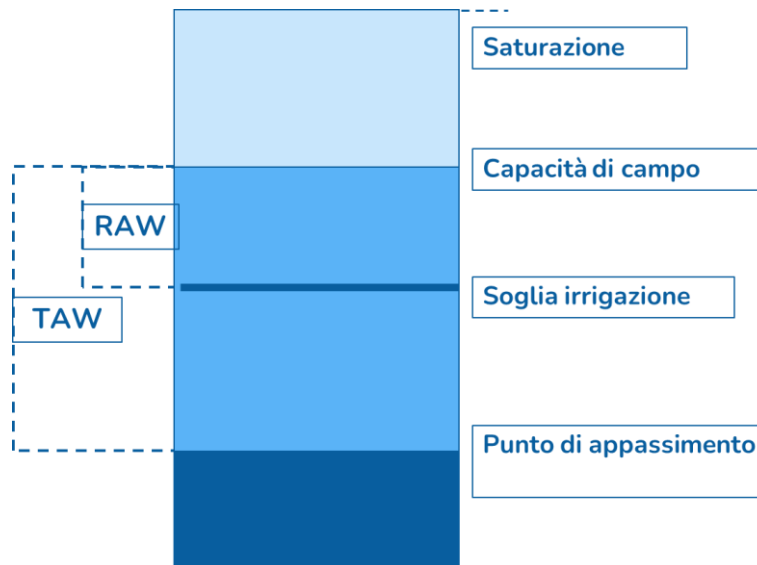 Saturazione
Capacità di campo
RAW
Soglia irrigazione
TAW
Punto di appassimento